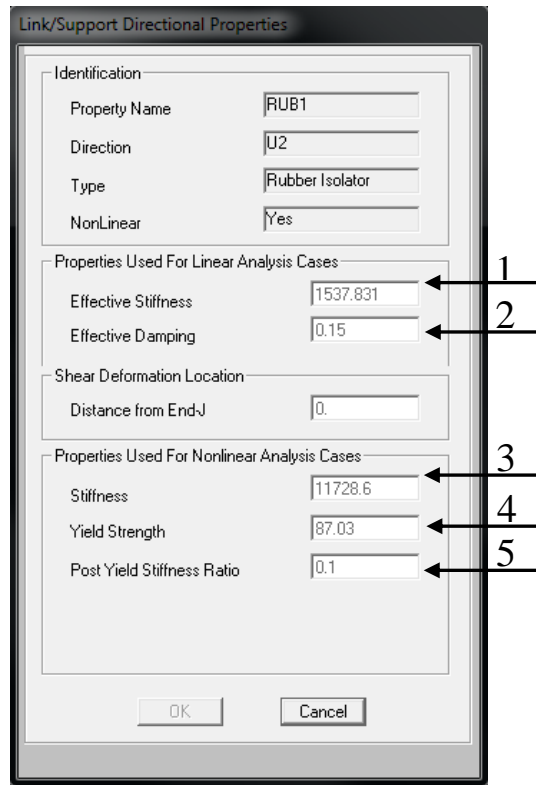 Link/Support Directional Properties
Identification
Property Name RUB1
Direction U2
Type Rubber Isolator
NonLinear Yes
Properties Used For Linear Analysis Cases
Effective Stiffness 1537.831 1
Effective Damping 0.15 2
Shear Deformation Location
Distance from End-J 0.
Properties Used For Nonlinear Analysis Cases
Stiffness 11728.6 3
Yield Strength 87.03 4
Post Yield Stiffness Ratio 0.1 5
OK Cancel